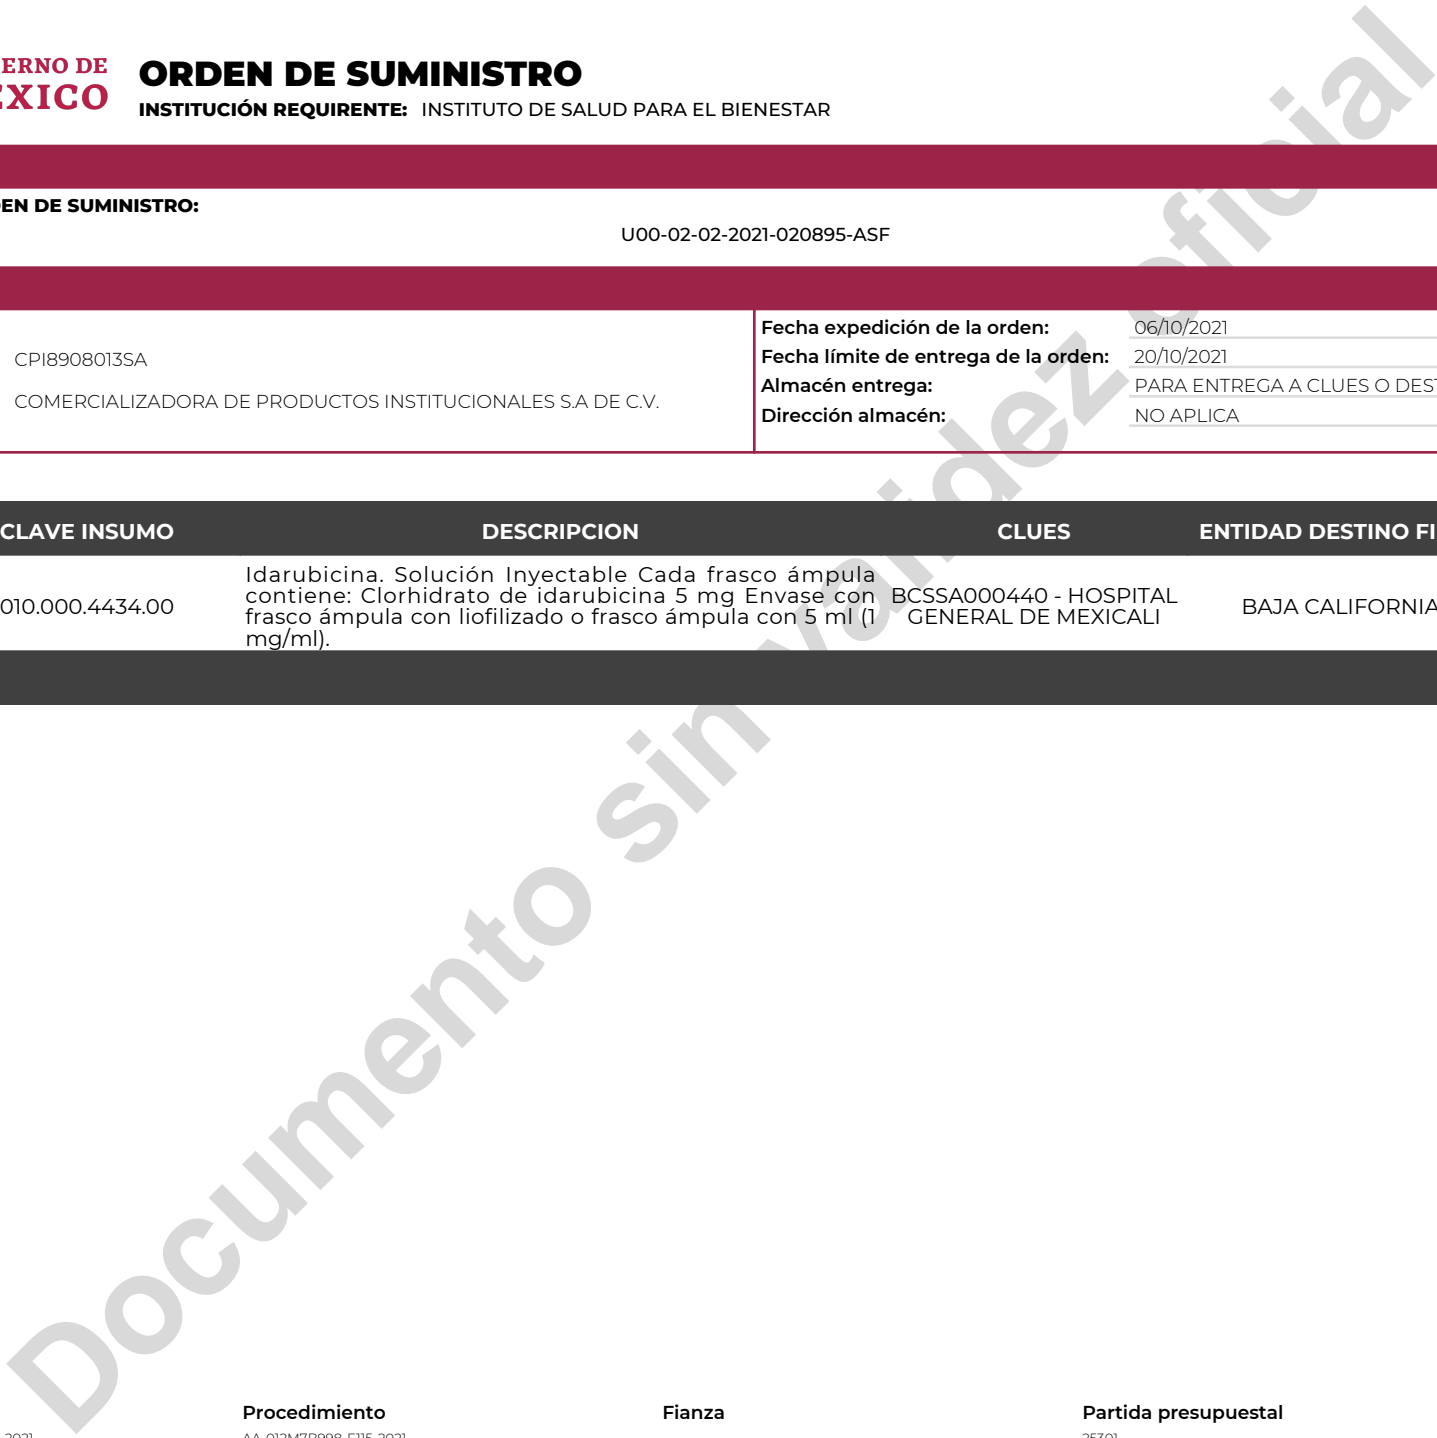 ERNO DE
EXICO
ORDEN DE SUMINISTRO
INSTITUCIÓN REQUIRENTE: INSTITUTO DE SALUD PARA EL BIENESTAR
EN DE SUMINISTRO:
U00-02-02-2021-020895-ASF
CPI8908013SA
COMERCIALIZADORA DE PRODUCTOS INSTITUCIONALES S.A DE C.V.
Fecha expedición de la orden: 06/10/2021
Fecha límite de entrega de la orden: 20/10/2021
Almacén entrega: PARA ENTREGA A CLUES O DEST
Dirección almacén: NO APLICA
CLAVE INSUMO DESCRIPCION CLUES ENTIDAD DESTINO FI
010.000.4434.00
Idarubicina. Solución Inyectable Cada frasco ámpula
contiene: Clorhidrato de idarubicina 5 mg Envase con
frasco ámpula con liofilizado o frasco ámpula con 5 ml (1
mg/ml).
BCSSA000440 - HOSPITAL
GENERAL DE MEXICALI
BAJA CALIFORNIA
Documento sin validez oficial
Procedimiento Fianza Partida presupuestal